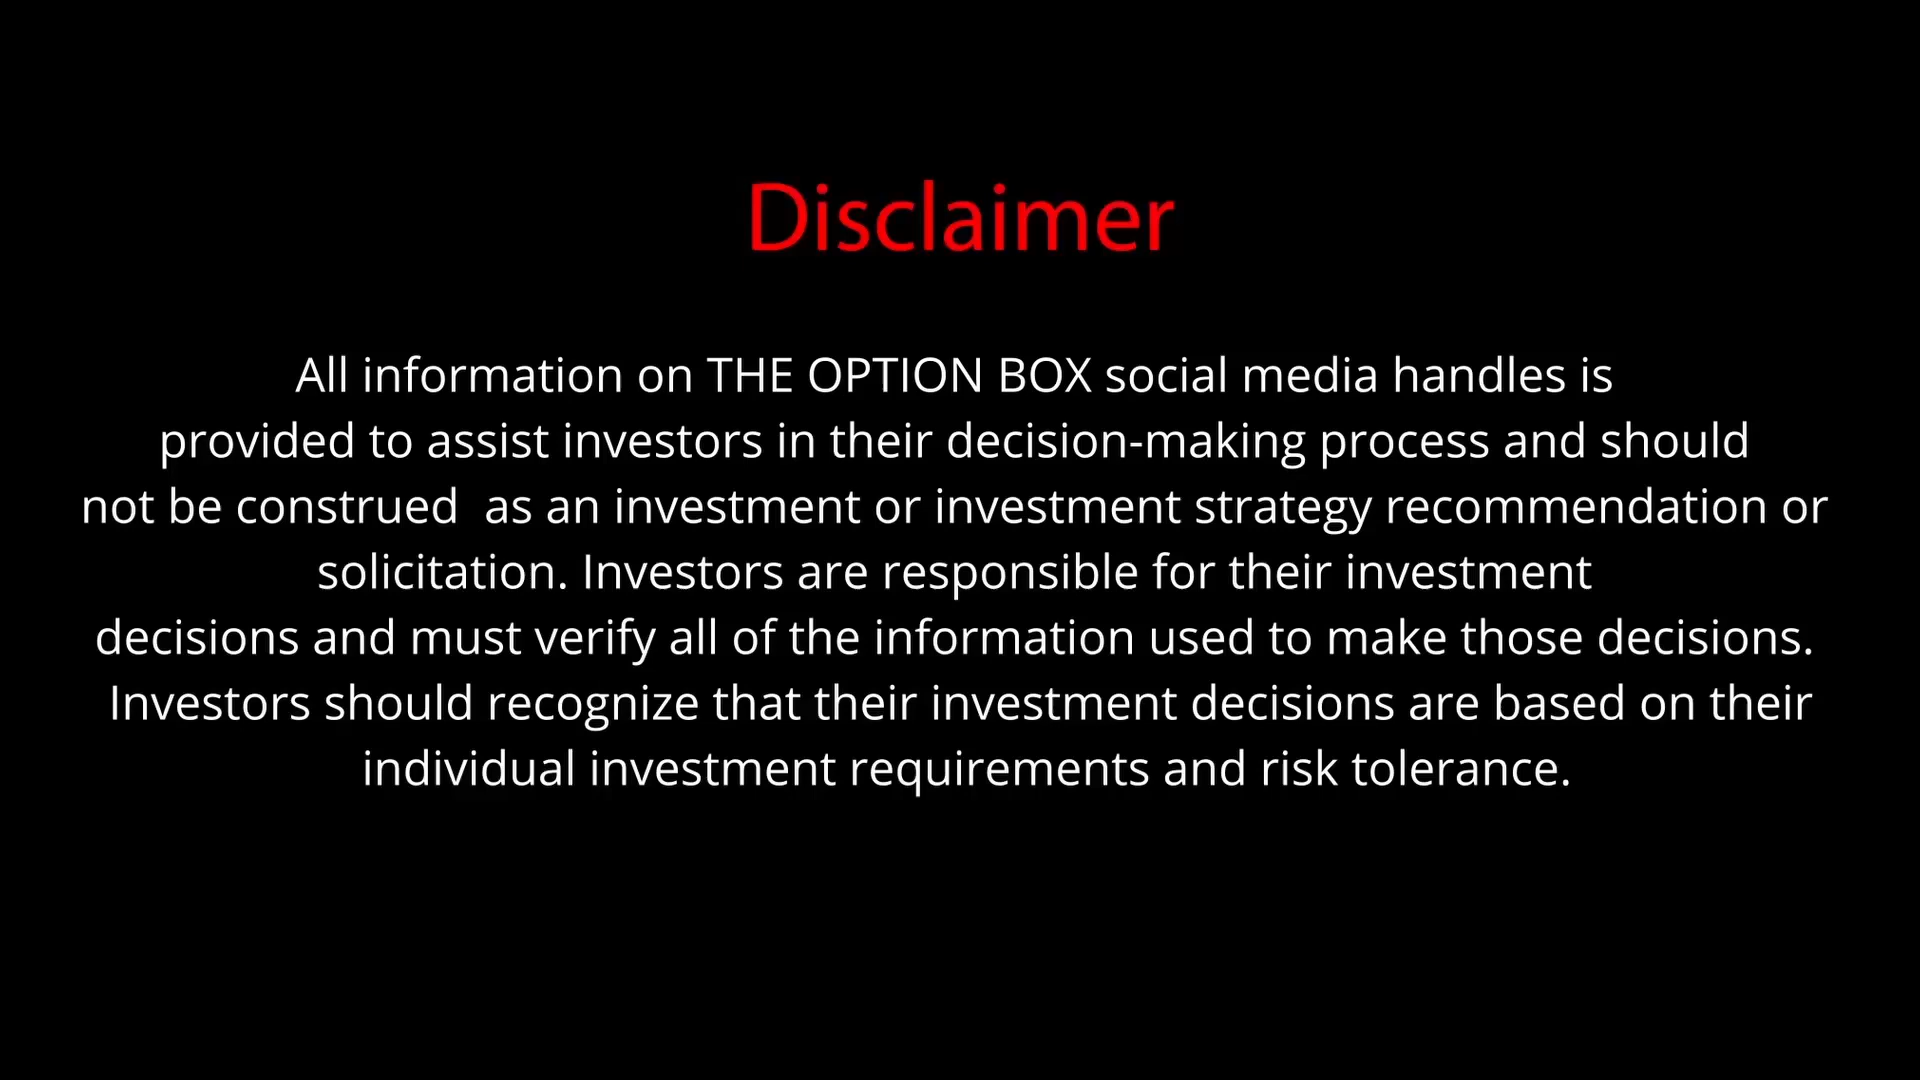 Disclaimer
All information on THE OPTION BOX social media handles is
provided to assist investors in their decision-making process and should
not be construed  as an investment or investment strategy recommendation or
solicitation. Investors are responsible for their investment
decisions and must verify all of the information used to make those decisions.
Investors should recognize that their investment decisions are based on their
individual investment requirements and risk tolerance.